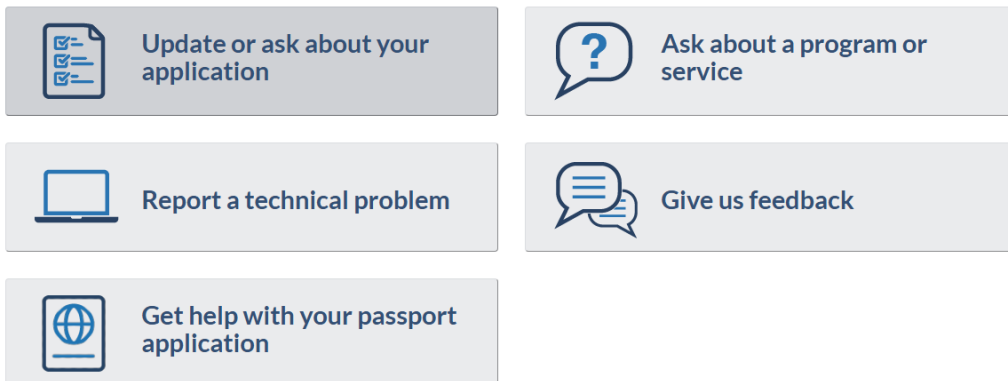 Update or ask about your
application
Ask about a program or
service
Report a technical problem
Give us feedback
Get help with your passport
application